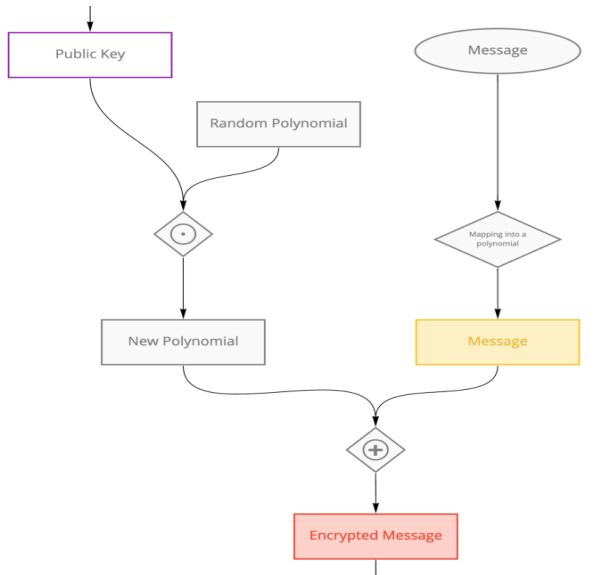 Public Key
Message
Random Polynomial
Mapping into a
polynomial
New Polynomial
Message
Encrypted Message